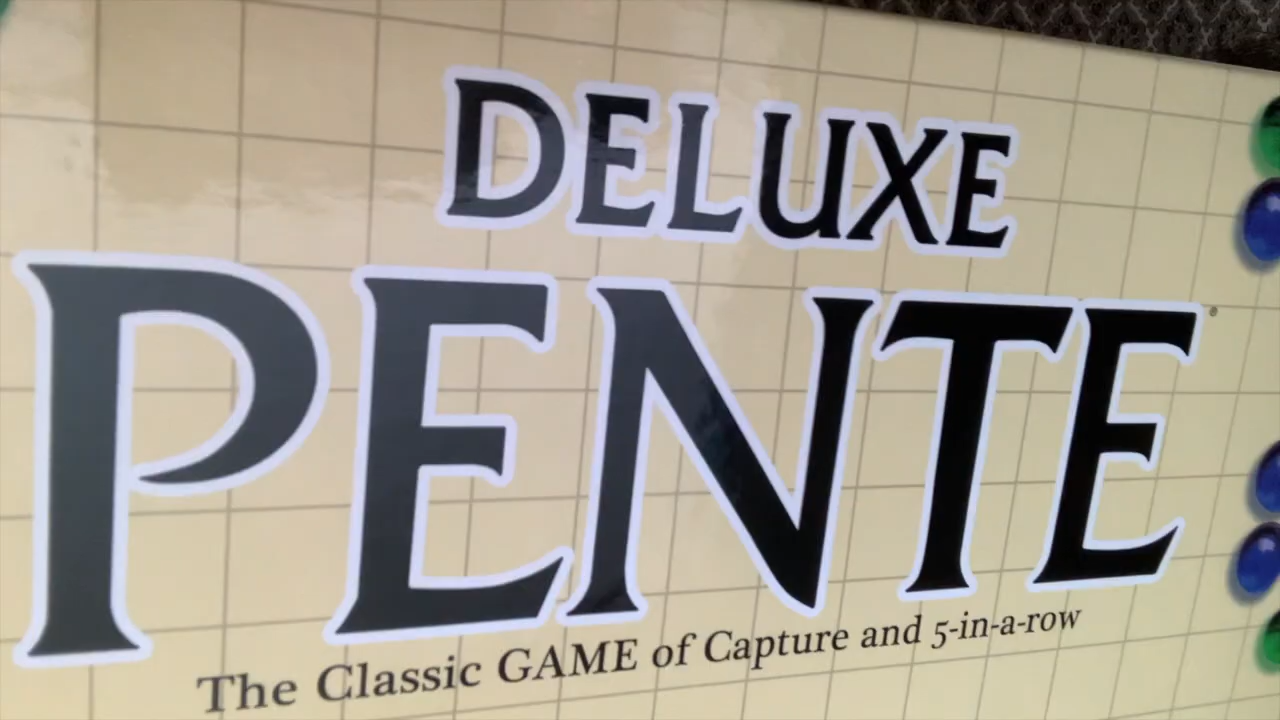 DELUXE
PENTE
The Classic GAME of Capture and 5-in-a-row